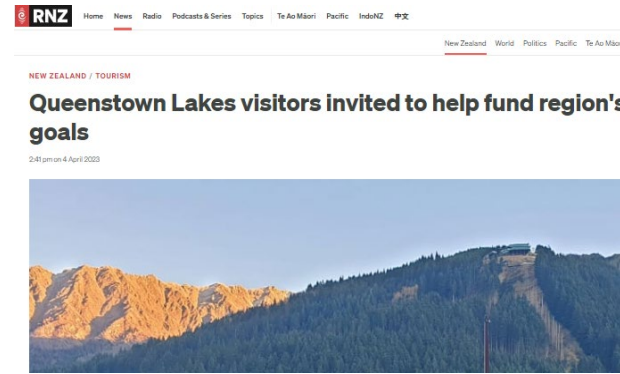 RNZ Home News Radio Podcasts & Series Topics Te Ao Māori Pacific IndoNZ 中文
New Zealand World Politics Pacific Te Ao Māo
NEW ZEALAND / TOURISM
Queenstown Lakes visitors invited to help fund region's
goals
2:41 pm on 4 April 2023